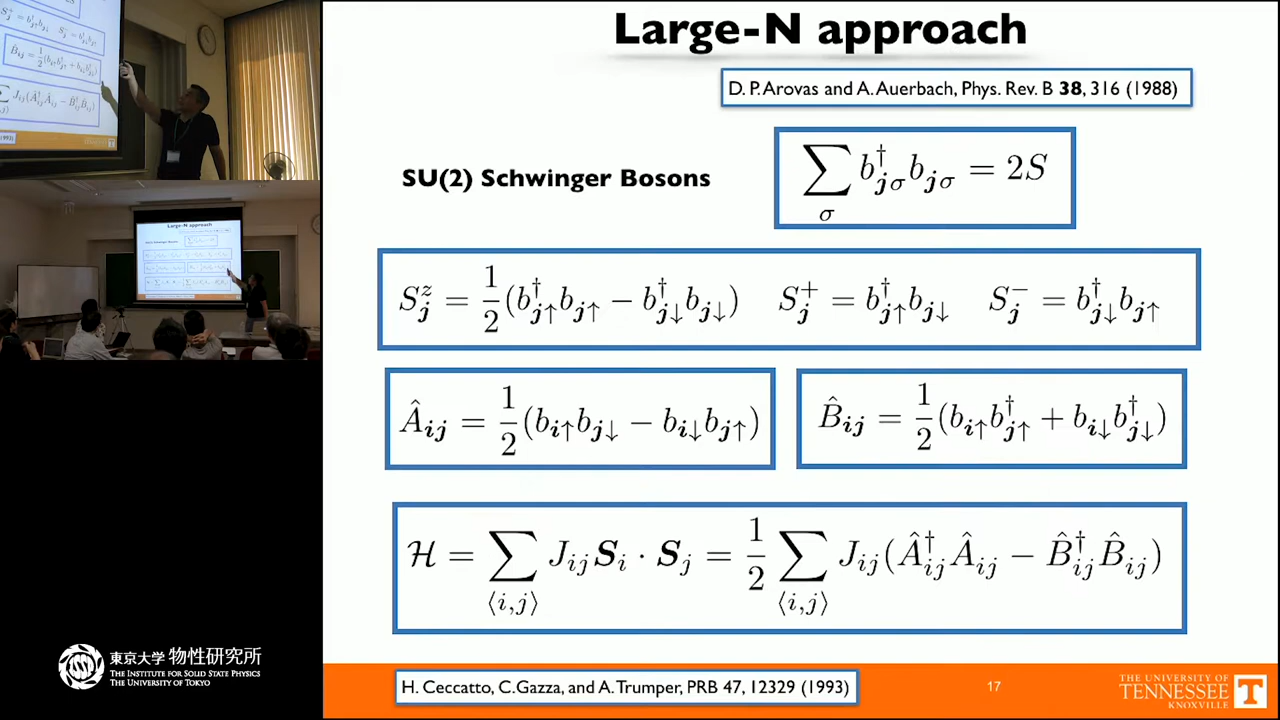 Large-N approach
D. P. Arovas and A. Auerbach, Phys. Rev. B 38, 316 (1988)
SU(2) Schwinger Bosons
∑_σ b†_{jσ} b_{jσ} = 2S
S^z_j = 1/2 (b†_{j↑} b_{j↑} − b†_{j↓} b_{j↓}) S^+_j = b†_{j↑} b_{j↓} S^−_j = b†_{j↓} b_{j↑}
Â_{ij} = 1/2 (b_{i↑} b_{j↓} − b_{i↓} b_{j↑})
B̂_{ij} = 1/2 (b_{i↑} b†_{j↑} + b_{i↓} b†_{j↓})
ℋ = ∑_{⟨i,j⟩} J_{ij} S_i · S_j = 1/2 ∑_{⟨i,j⟩} J_{ij} (Â†_{ij} Â_{ij} − B̂†_{ij} B̂_{ij})
H. Ceccatto, C. Gazza, and A. Trumper, PRB 47, 12329 (1993)
17
THE UNIVERSITY OF
TENNESSEE
KNOXVILLE
T
東京大学 物性研究所
THE INSTITUTE FOR SOLID STATE PHYSICS
THE UNIVERSITY OF TOKYO
Large-N approach